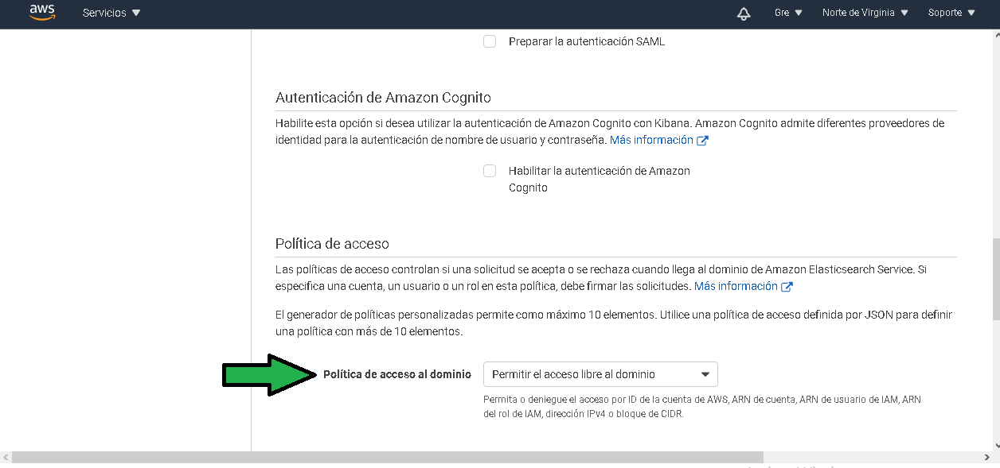 aws Servicios Gre Norte de Virginia Soporte
Preparar la autenticación SAML
Autenticación de Amazon Cognito
Habilite esta opción si desea utilizar la autenticación de Amazon Cognito con Kibana. Amazon Cognito admite diferentes proveedores de
identidad para la autenticación de nombre de usuario y contraseña. Más información
Habilitar la autenticación de Amazon
Cognito
Política de acceso
Las políticas de acceso controlan si una solicitud se acepta o se rechaza cuando llega al dominio de Amazon Elasticsearch Service. Si
especifica una cuenta, un usuario o un rol en esta política, debe firmar las solicitudes. Más información
El generador de políticas personalizadas permite como máximo 10 elementos. Utilice una política de acceso definida por JSON para definir
una política con más de 10 elementos.
Política de acceso al dominio Permitir el acceso libre al dominio
Permita o deniegue el acceso por ID de la cuenta de AWS, ARN de cuenta, ARN de usuario de IAM, ARN
del rol de IAM, dirección IPv4 o bloque de CIDR.